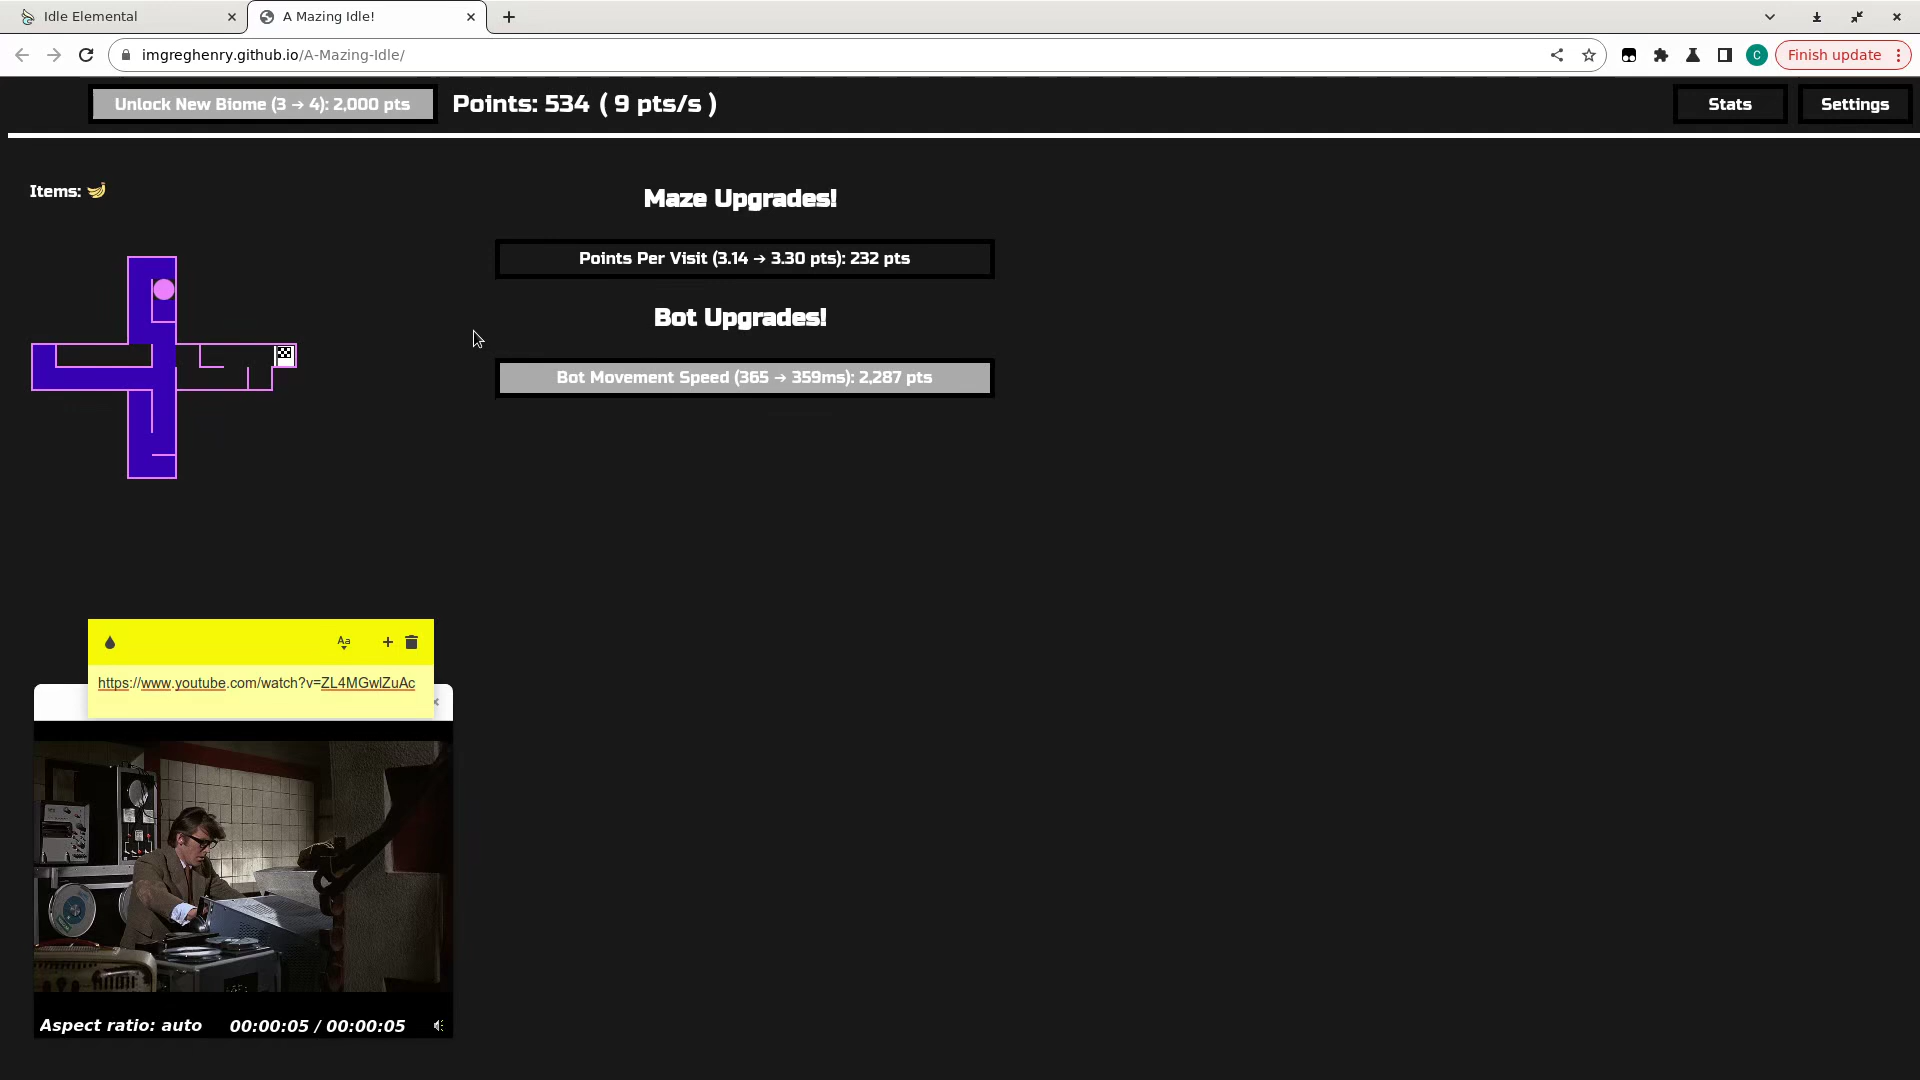 Idle Elemental
A Mazing Idle!
imgreghenry.github.io/A-Mazing-Idle/
C
Finish update
Unlock New Biome (3 → 4): 2,000 pts
Points: 534 ( 9 pts/s )
Stats
Settings
Items:
Maze Upgrades!
Points Per Visit (3.14 → 3.30 pts): 232 pts
Bot Upgrades!
Bot Movement Speed (365 → 359ms): 2,287 pts
Aa
https://www.youtube.com/watch?v=ZL4MGwlZuAc
Aspect ratio: auto
00:00:05 / 00:00:05